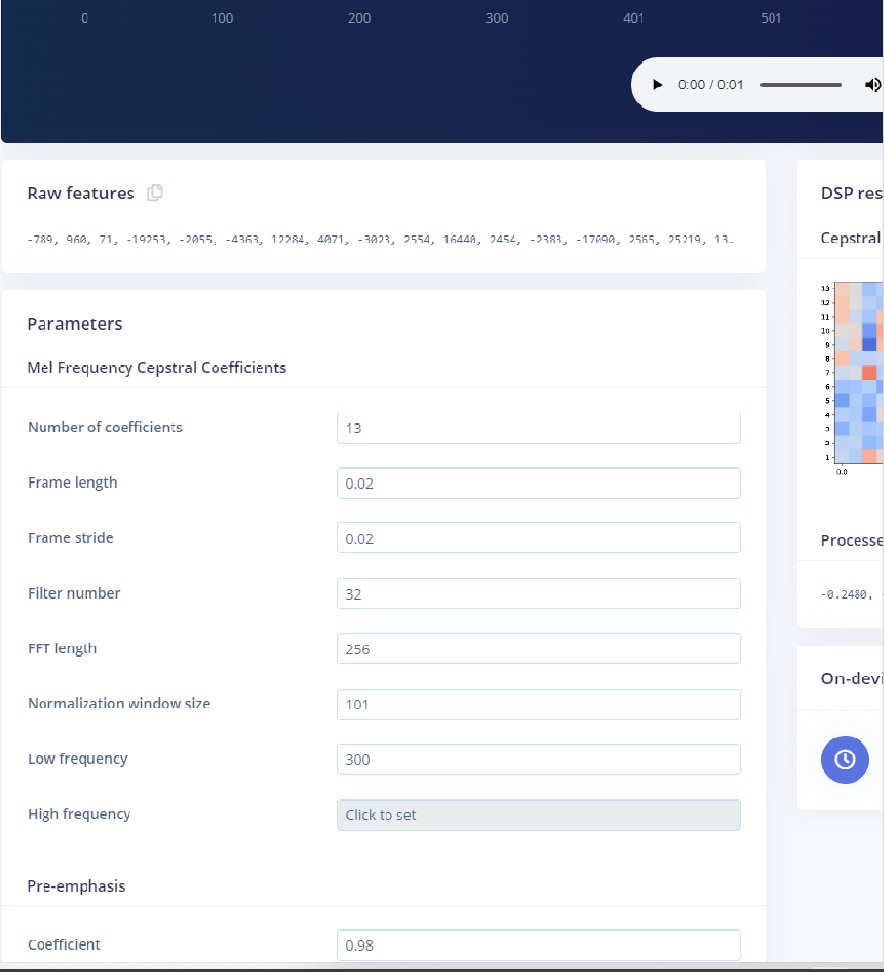 0 100 200 300 401 501
0:00 / 0:01
Raw features
-789, 960, 71, -19253, -2055, -4363, 12284, 4071, -3023, 2554, 16440, 2454, -2383, -17090, 2565, 25219, 13…
Parameters
Mel Frequency Cepstral Coefficients
Number of coefficients 13
Frame length 0.02
Frame stride 0.02
Filter number 32
FFT length 256
Normalization window size 101
Low frequency 300
High frequency Click to set
Pre-emphasis
Coefficient 0.98
DSP res
Cepstral
13
12
11
10
9
8
7
6
5
4
3
2
1
0.0
Processe
-0.2480,
On-devi